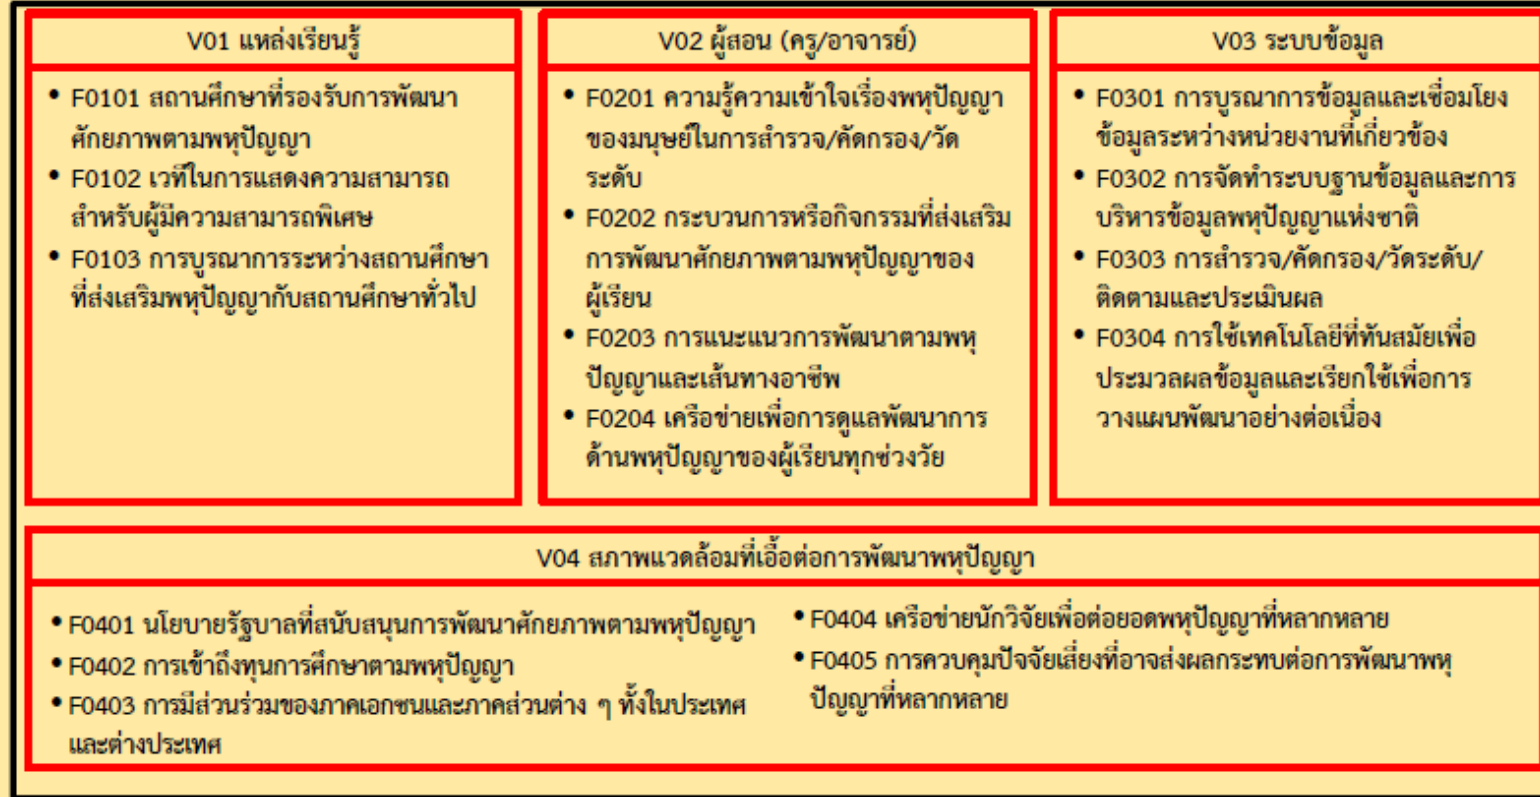 V01 แหล่งเรียนรู้
• F0101 สถานศึกษาที่รองรับการพัฒนา
ศักยภาพตามพหุปัญญา
• F0102 เวทีในการแสดงความสามารถ
สำหรับผู้มีความสามารถพิเศษ
• F0103 การบูรณาการระหว่างสถานศึกษา
ที่ส่งเสริมพหุปัญญากับสถานศึกษาทั่วไป
V02 ผู้สอน (ครู/อาจารย์)
• F0201 ความรู้ความเข้าใจเรื่องพหุปัญญา
ของมนุษย์ในการสำรวจ/คัดกรอง/วัด
ระดับ
• F0202 กระบวนการหรือกิจกรรมที่ส่งเสริม
การพัฒนาศักยภาพตามพหุปัญญาของ
ผู้เรียน
• F0203 การแนะแนวการพัฒนาตามพหุ
ปัญญาและเส้นทางอาชีพ
• F0204 เครือข่ายเพื่อการดูแลพัฒนาการ
ด้านพหุปัญญาของผู้เรียนทุกช่วงวัย
V03 ระบบข้อมูล
• F0301 การบูรณาการข้อมูลและเชื่อมโยง
ข้อมูลระหว่างหน่วยงานที่เกี่ยวข้อง
• F0302 การจัดทำระบบฐานข้อมูลและการ
บริหารข้อมูลพหุปัญญาแห่งชาติ
• F0303 การสำรวจ/คัดกรอง/วัดระดับ/
ติดตามและประเมินผล
• F0304 การใช้เทคโนโลยีที่ทันสมัยเพื่อ
ประมวลผลข้อมูลและเรียกใช้เพื่อการ
วางแผนพัฒนาอย่างต่อเนื่อง
V04 สภาพแวดล้อมที่เอื้อต่อการพัฒนาพหุปัญญา
• F0401 นโยบายรัฐบาลที่สนับสนุนการพัฒนาศักยภาพตามพหุปัญญา
• F0402 การเข้าถึงทุนการศึกษาตามพหุปัญญา
• F0403 การมีส่วนร่วมของภาคเอกชนและภาคส่วนต่าง ๆ ทั้งในประเทศ
และต่างประเทศ
• F0404 เครือข่ายนักวิจัยเพื่อต่อยอดพหุปัญญาที่หลากหลาย
• F0405 การควบคุมปัจจัยเสี่ยงที่อาจส่งผลกระทบต่อการพัฒนาพหุ
ปัญญาที่หลากหลาย